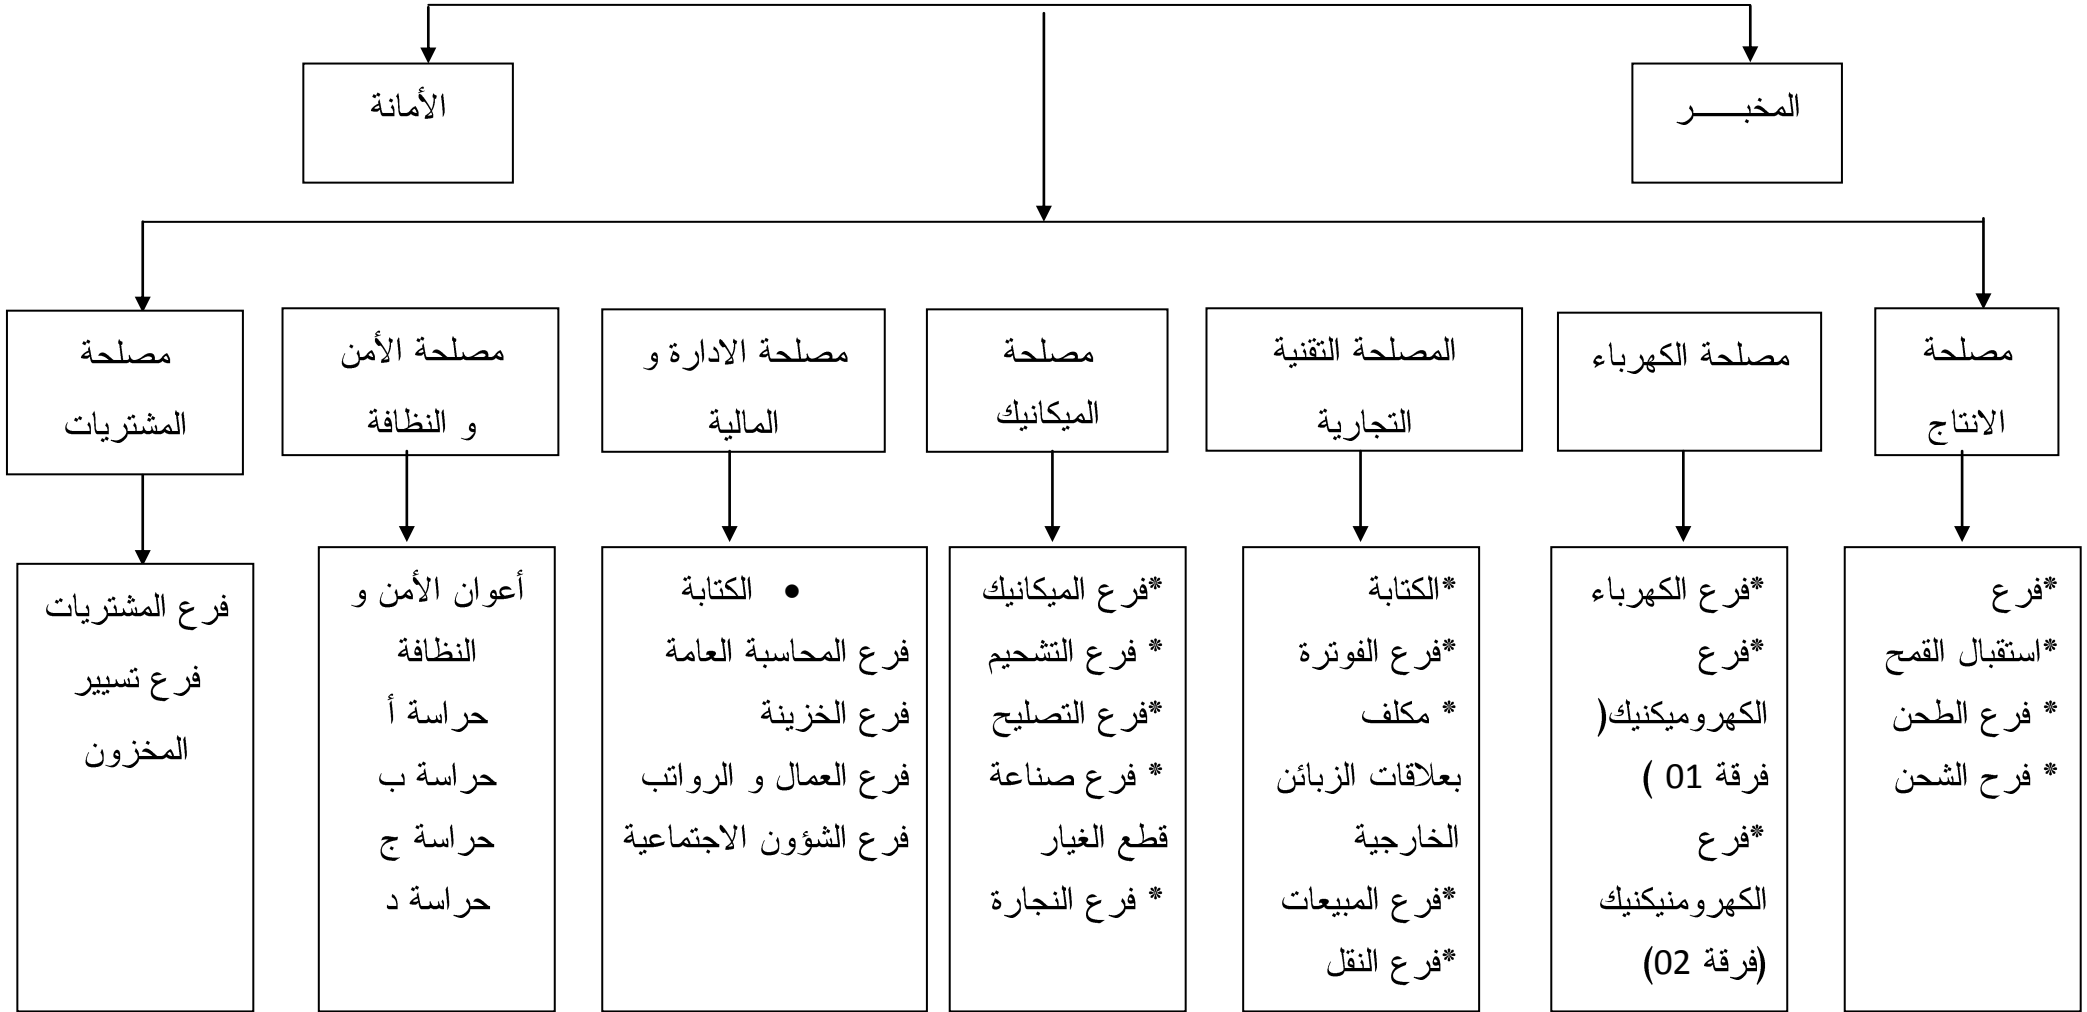 المخبـــــر
الأمانة
مصلحة
الانتاج
مصلحة الكهرباء
المصلحة التقنية
التجارية
مصلحة
الميكانيك
مصلحة الادارة و
المالية
مصلحة الأمن
و النظافة
مصلحة
المشتريات
*فرع
*استقبال القمح
* فرع الطحن
* فرح الشحن
*فرع الكهرباء
*فرع
الكهروميكنيك(
فرقة 01 )
*فرع
الكهرومنيكنيك
(فرقة 02)
*الكتابة
*فرع الفوترة
* مكلف
بعلاقات الزبائن
الخارجية
*فرع المبيعات
*فرع النقل
*فرع الميكانيك
* فرع التشحيم
*فرع التصليح
* فرع صناعة
قطع الغيار
* فرع النجارة
• الكتابة
فرع المحاسبة العامة
فرع الخزينة
فرع العمال و الرواتب
فرع الشؤون الاجتماعية
أعوان الأمن و
النظافة
حراسة أ
حراسة ب
حراسة ج
حراسة د
فرع المشتريات
فرع تسيير
المخزون